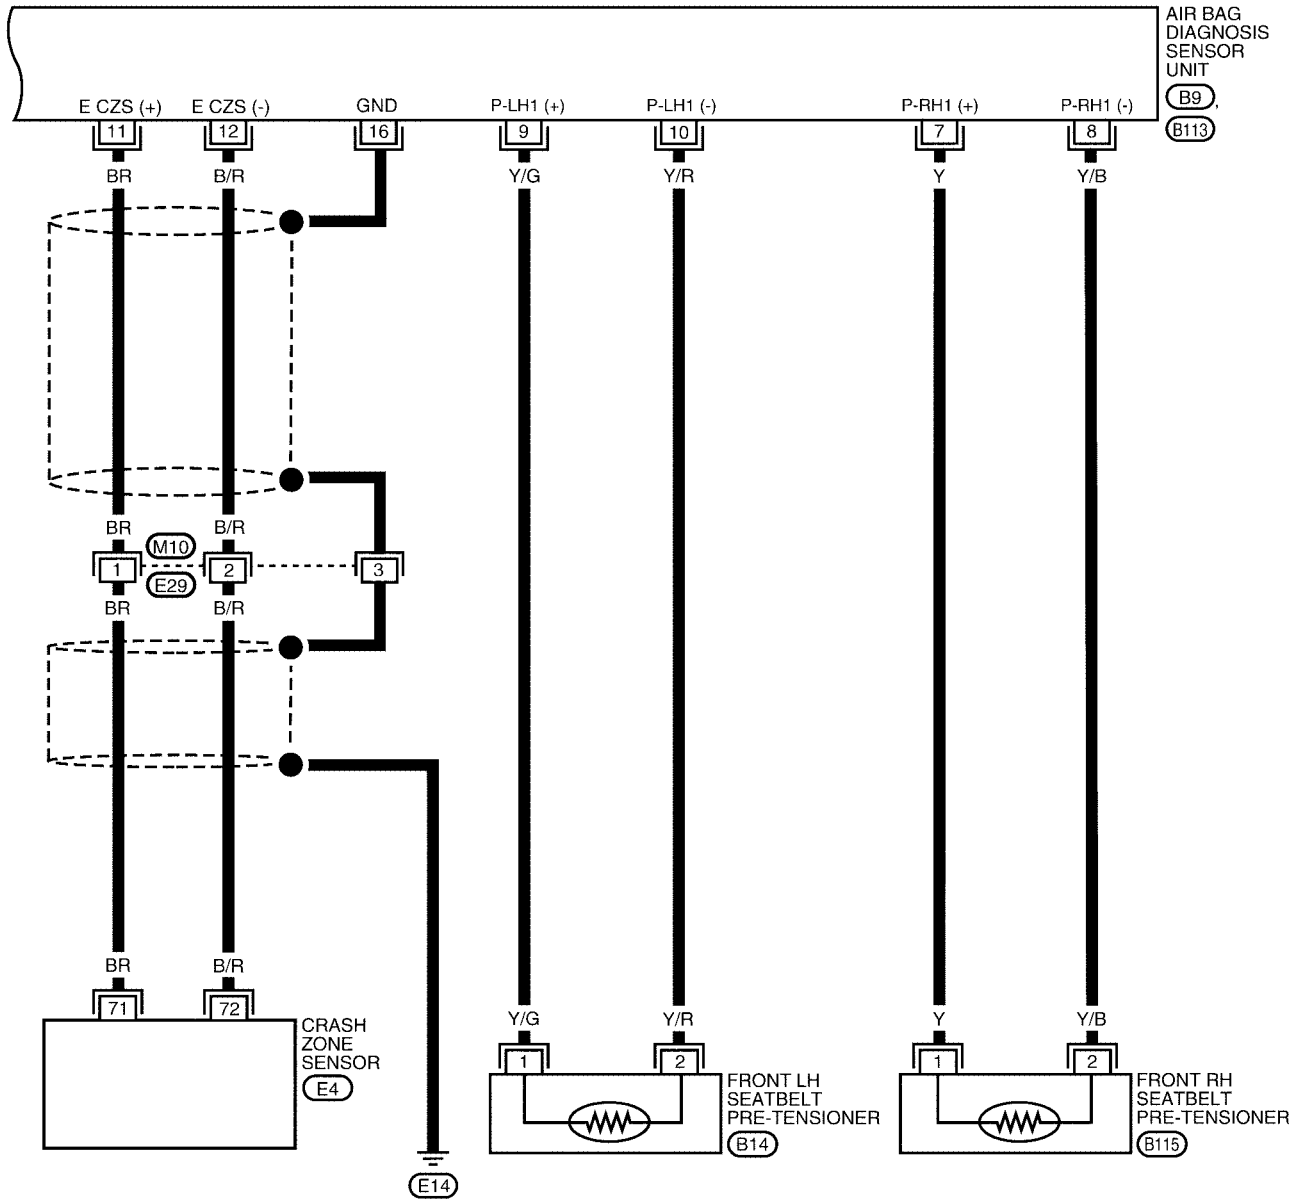 AIR BAG
DIAGNOSIS
SENSOR
UNIT
B9,
B113
E CZS (+) E CZS (-) GND P-LH1 (+) P-LH1 (-) P-RH1 (+) P-RH1 (-)
11 12 16 9 10 7 8
BR B/R Y/G Y/R Y Y/B
BR B/R
M10
1 2 3
E29
BR B/R
BR B/R
71 72
CRASH
ZONE
SENSOR
E4
Y/G Y/R Y Y/B
1 2 1 2
FRONT LH
SEATBELT
PRE-TENSIONER
B14
FRONT RH
SEATBELT
PRE-TENSIONER
B115
E14